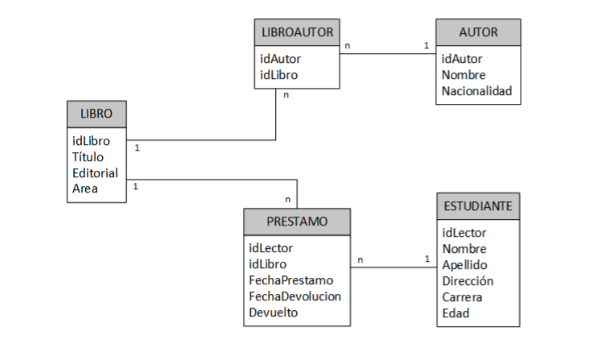 LIBROAUTOR
idAutor
idLibro
n
n
1
AUTOR
idAutor
Nombre
Nacionalidad
LIBRO
idLibro
Título
Editorial
Area
1
1
n
PRESTAMO
idLector
idLibro
FechaPrestamo
FechaDevolucion
Devuelto
n
1
ESTUDIANTE
idLector
Nombre
Apellido
Dirección
Carrera
Edad